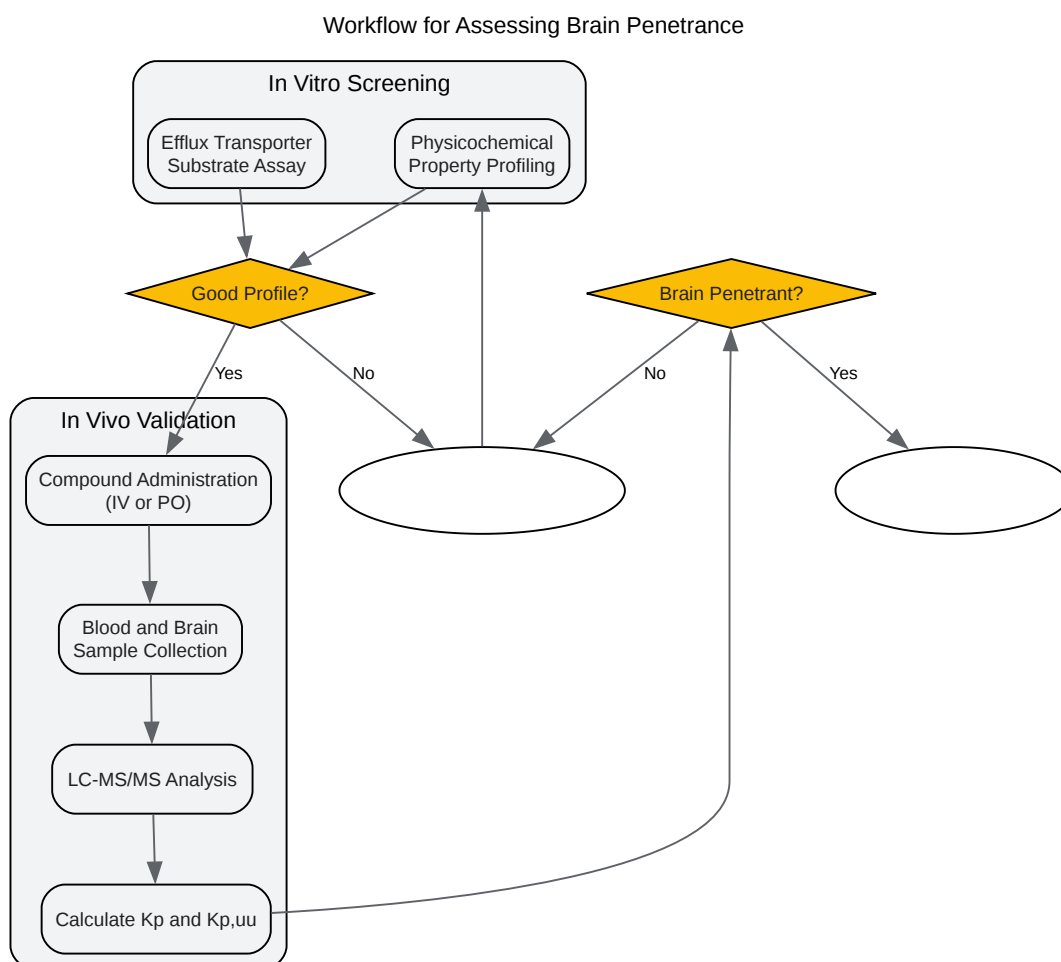 Workflow for Assessing Brain Penetrance
In Vitro Screening
Efflux Transporter
Substrate Assay
Physicochemical
Property Profiling
Good Profile?
Brain Penetrant?
Yes
No
No
Yes
In Vivo Validation
Compound Administration
(IV or PO)
Blood and Brain
Sample Collection
LC-MS/MS Analysis
Calculate Kp and Kp,uu